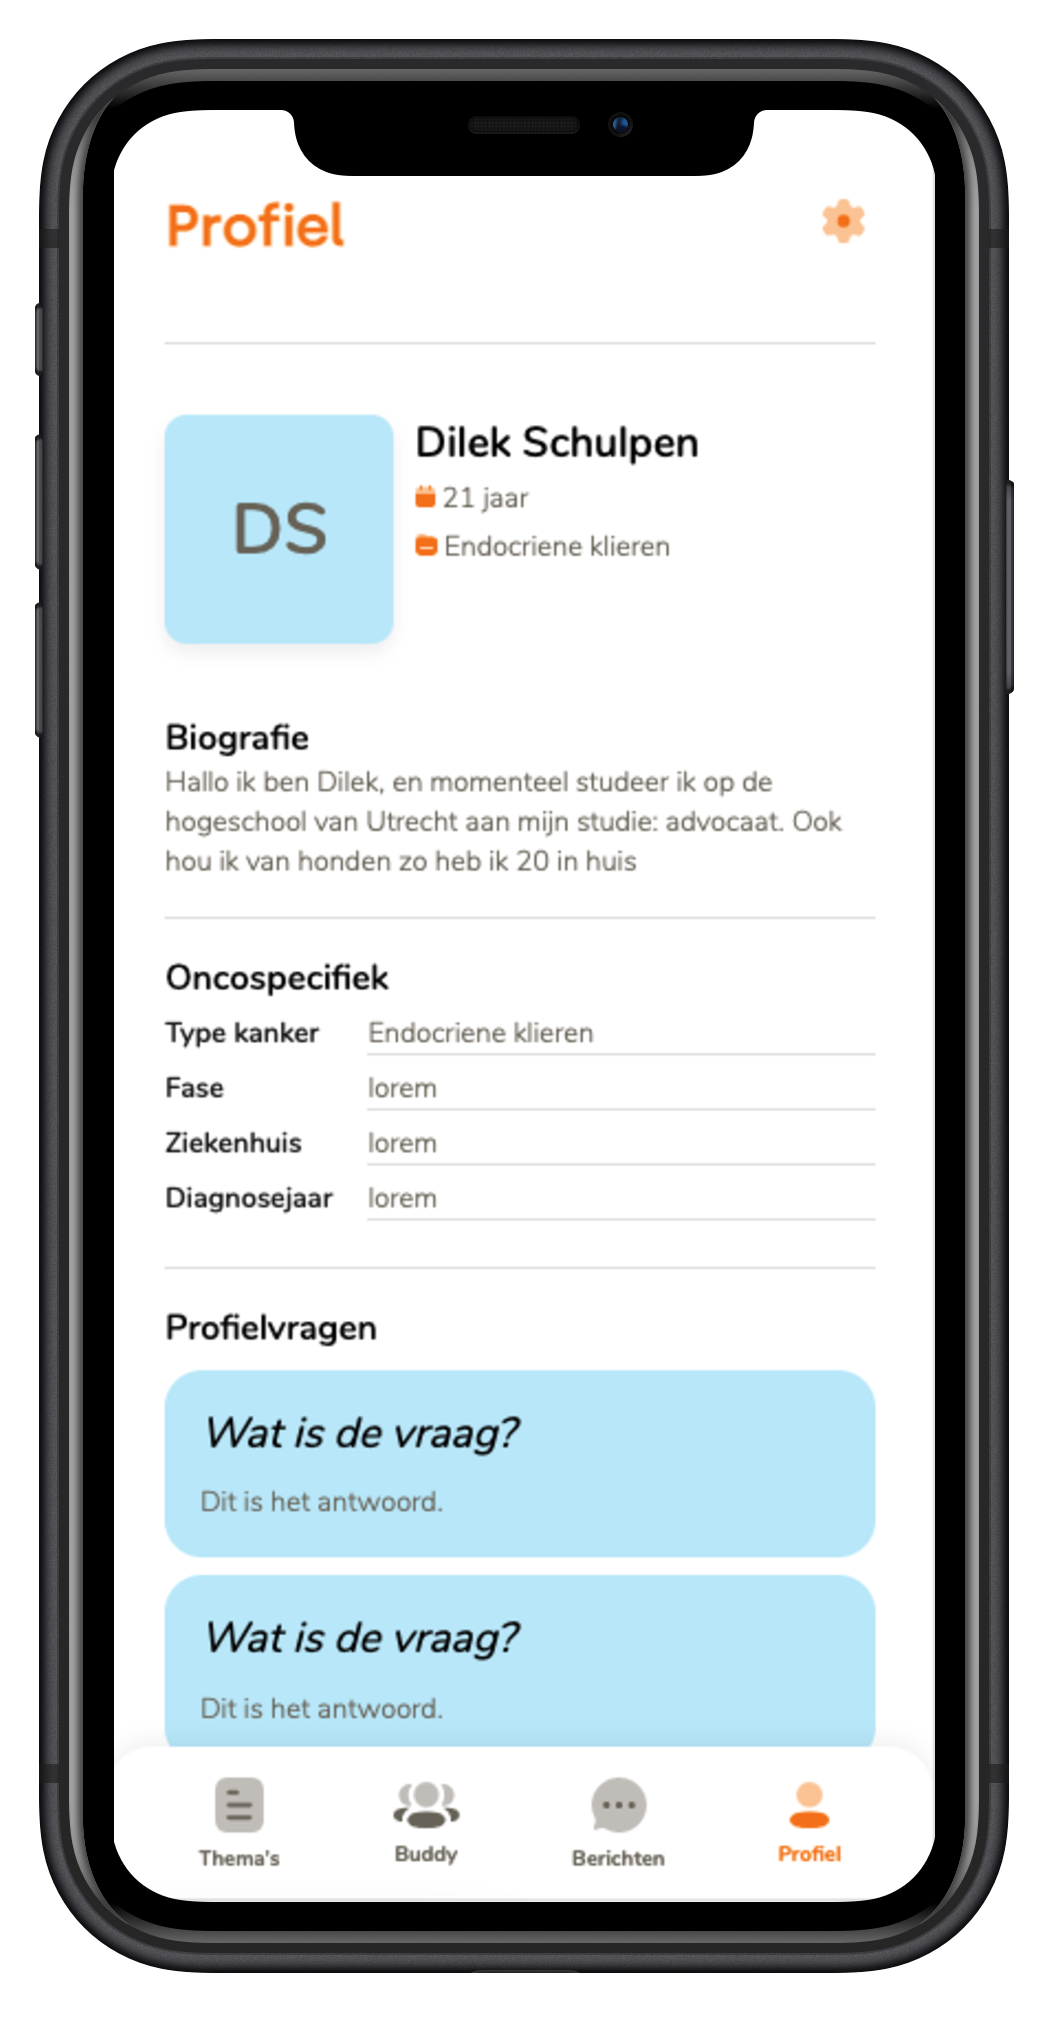 Profiel
DS
Dilek Schulpen
21 jaar
Endocriene klieren
Biografie
Hallo ik ben Dilek, en momenteel studeer ik op de
hogeschool van Utrecht aan mijn studie: advocaat. Ook
hou ik van honden zo heb ik 20 in huis
Oncospecifiek
Type kanker Endocriene klieren
Fase lorem
Ziekenhuis lorem
Diagnosejaar lorem
Profielvragen
Wat is de vraag?
Dit is het antwoord.
Wat is de vraag?
Dit is het antwoord.
Thema's Buddy Berichten Profiel